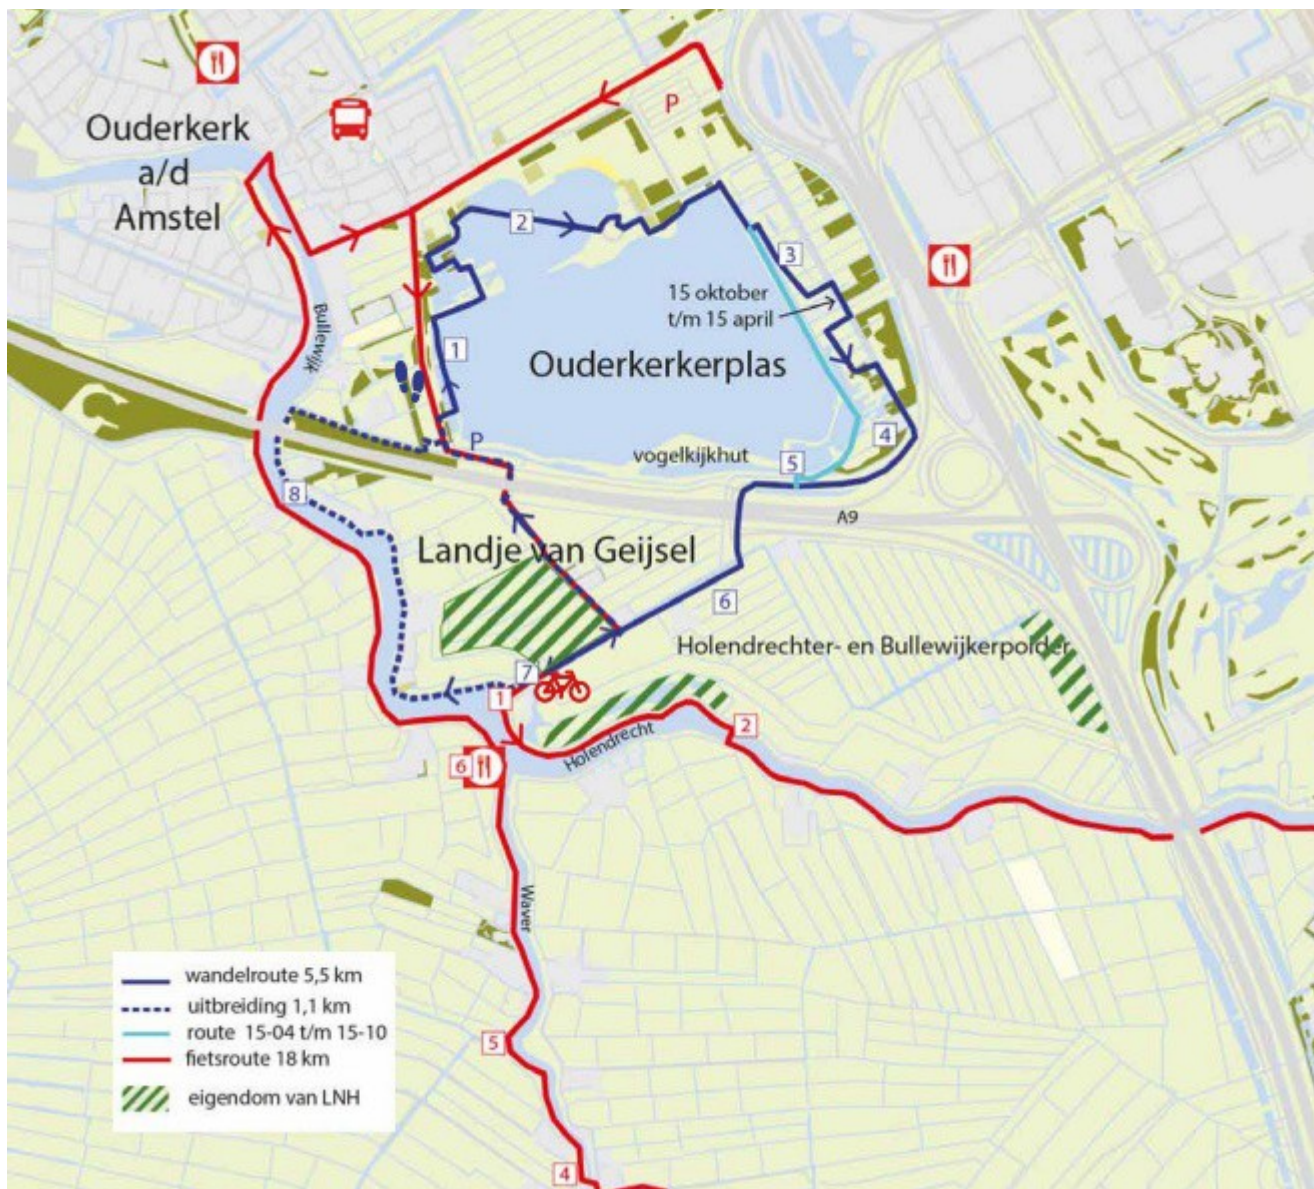 Ouderkerk
a/d
Amstel
P
2
3
15 oktober
t/m 15 april
Bullewijk
1
Ouderkerkerplas
P
vogelkijkhut
5
4
8
A9
Landje van Geijsel
6
Holendrechter- en Bullewijkerpolder
7
1
2
Holendrecht
6
Waver
wandelroute 5,5 km
uitbreiding 1,1 km
route 15-04 t/m 15-10
fietsroute 18 km
eigendom van LNH
5
4